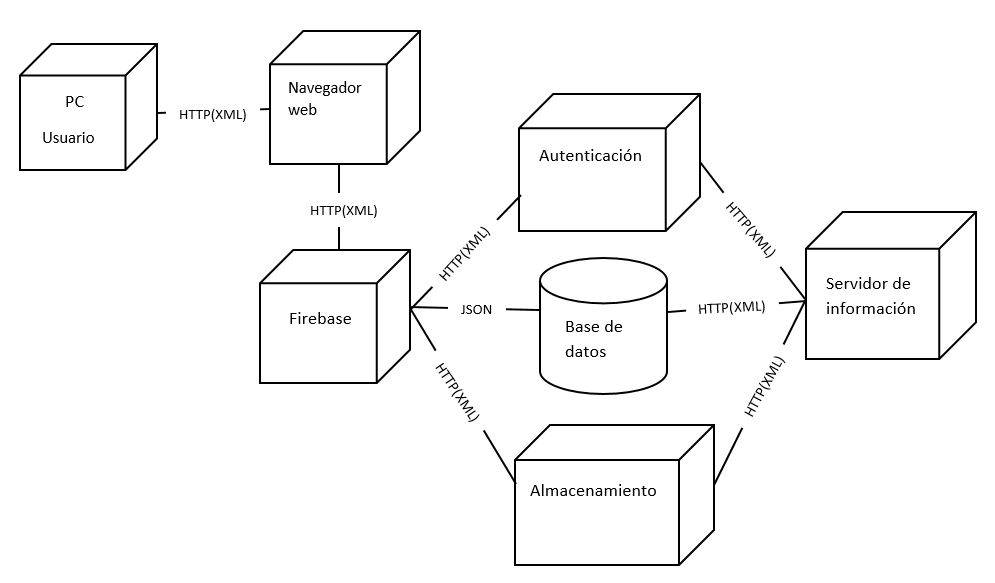 PC
Usuario
HTTP(XML)
Navegador
web
HTTP(XML)
Firebase
HTTP(XML)
JSON
HTTP(XML)
Autenticación
Base de
datos
Almacenamiento
HTTP(XML)
HTTP(XML)
HTTP(XML)
Servidor de
información